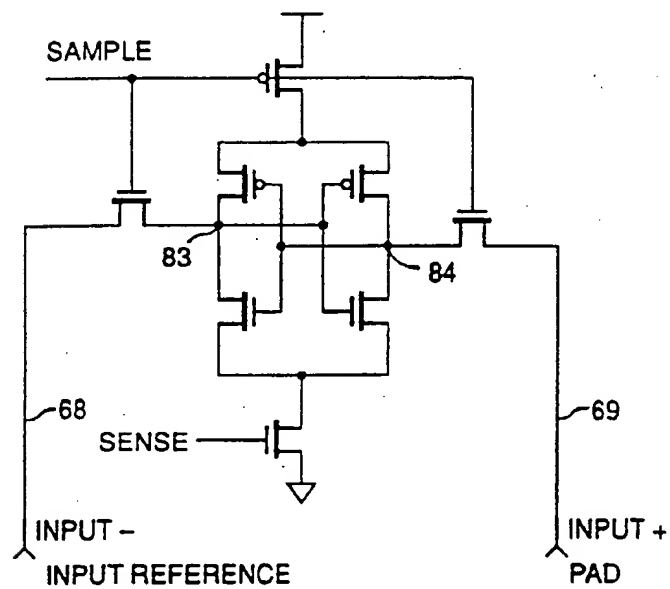 SAMPLE
83
84
68
69
SENSE
INPUT –
INPUT REFERENCE
INPUT +
PAD